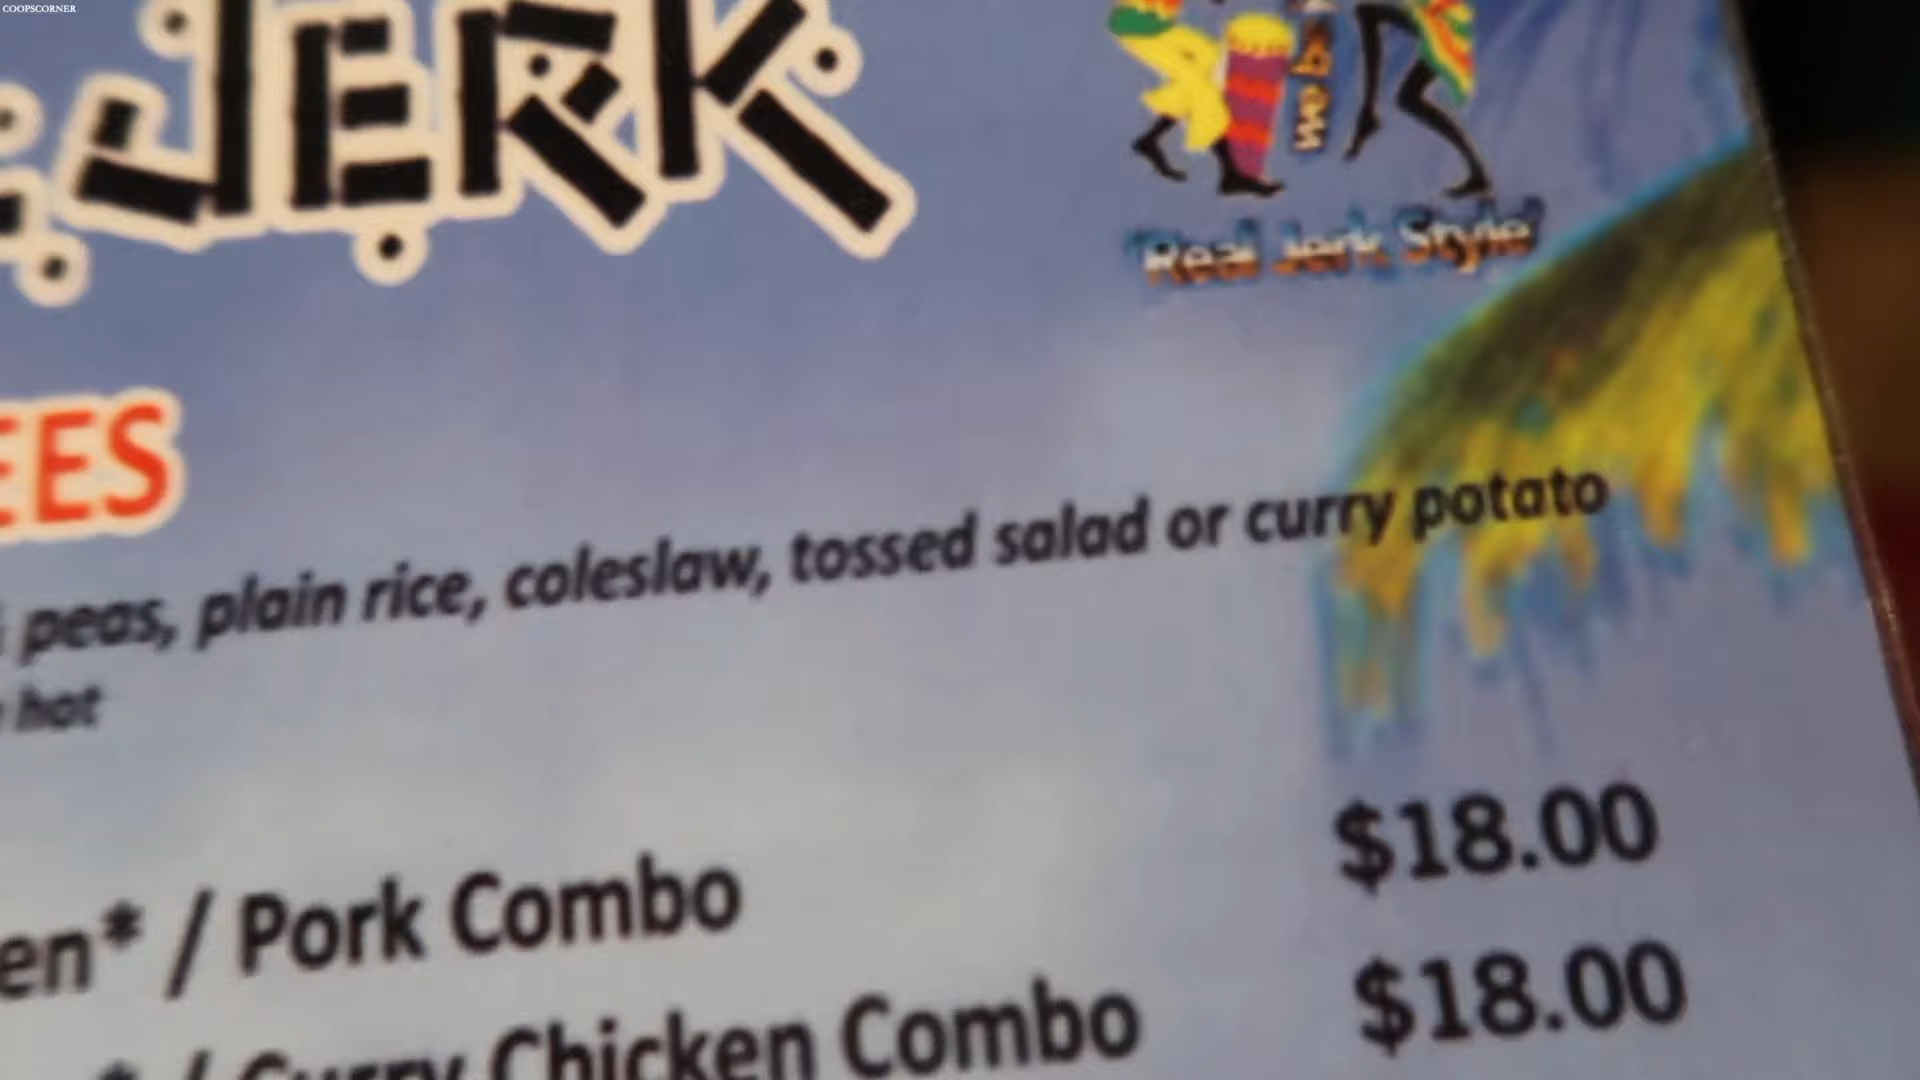 COOPSCORNER
JERK
'Real Jerk Style'
EES
peas, plain rice, coleslaw, tossed salad or curry potato
hot
en* / Pork Combo $18.00
* / Curry Chicken Combo $18.00